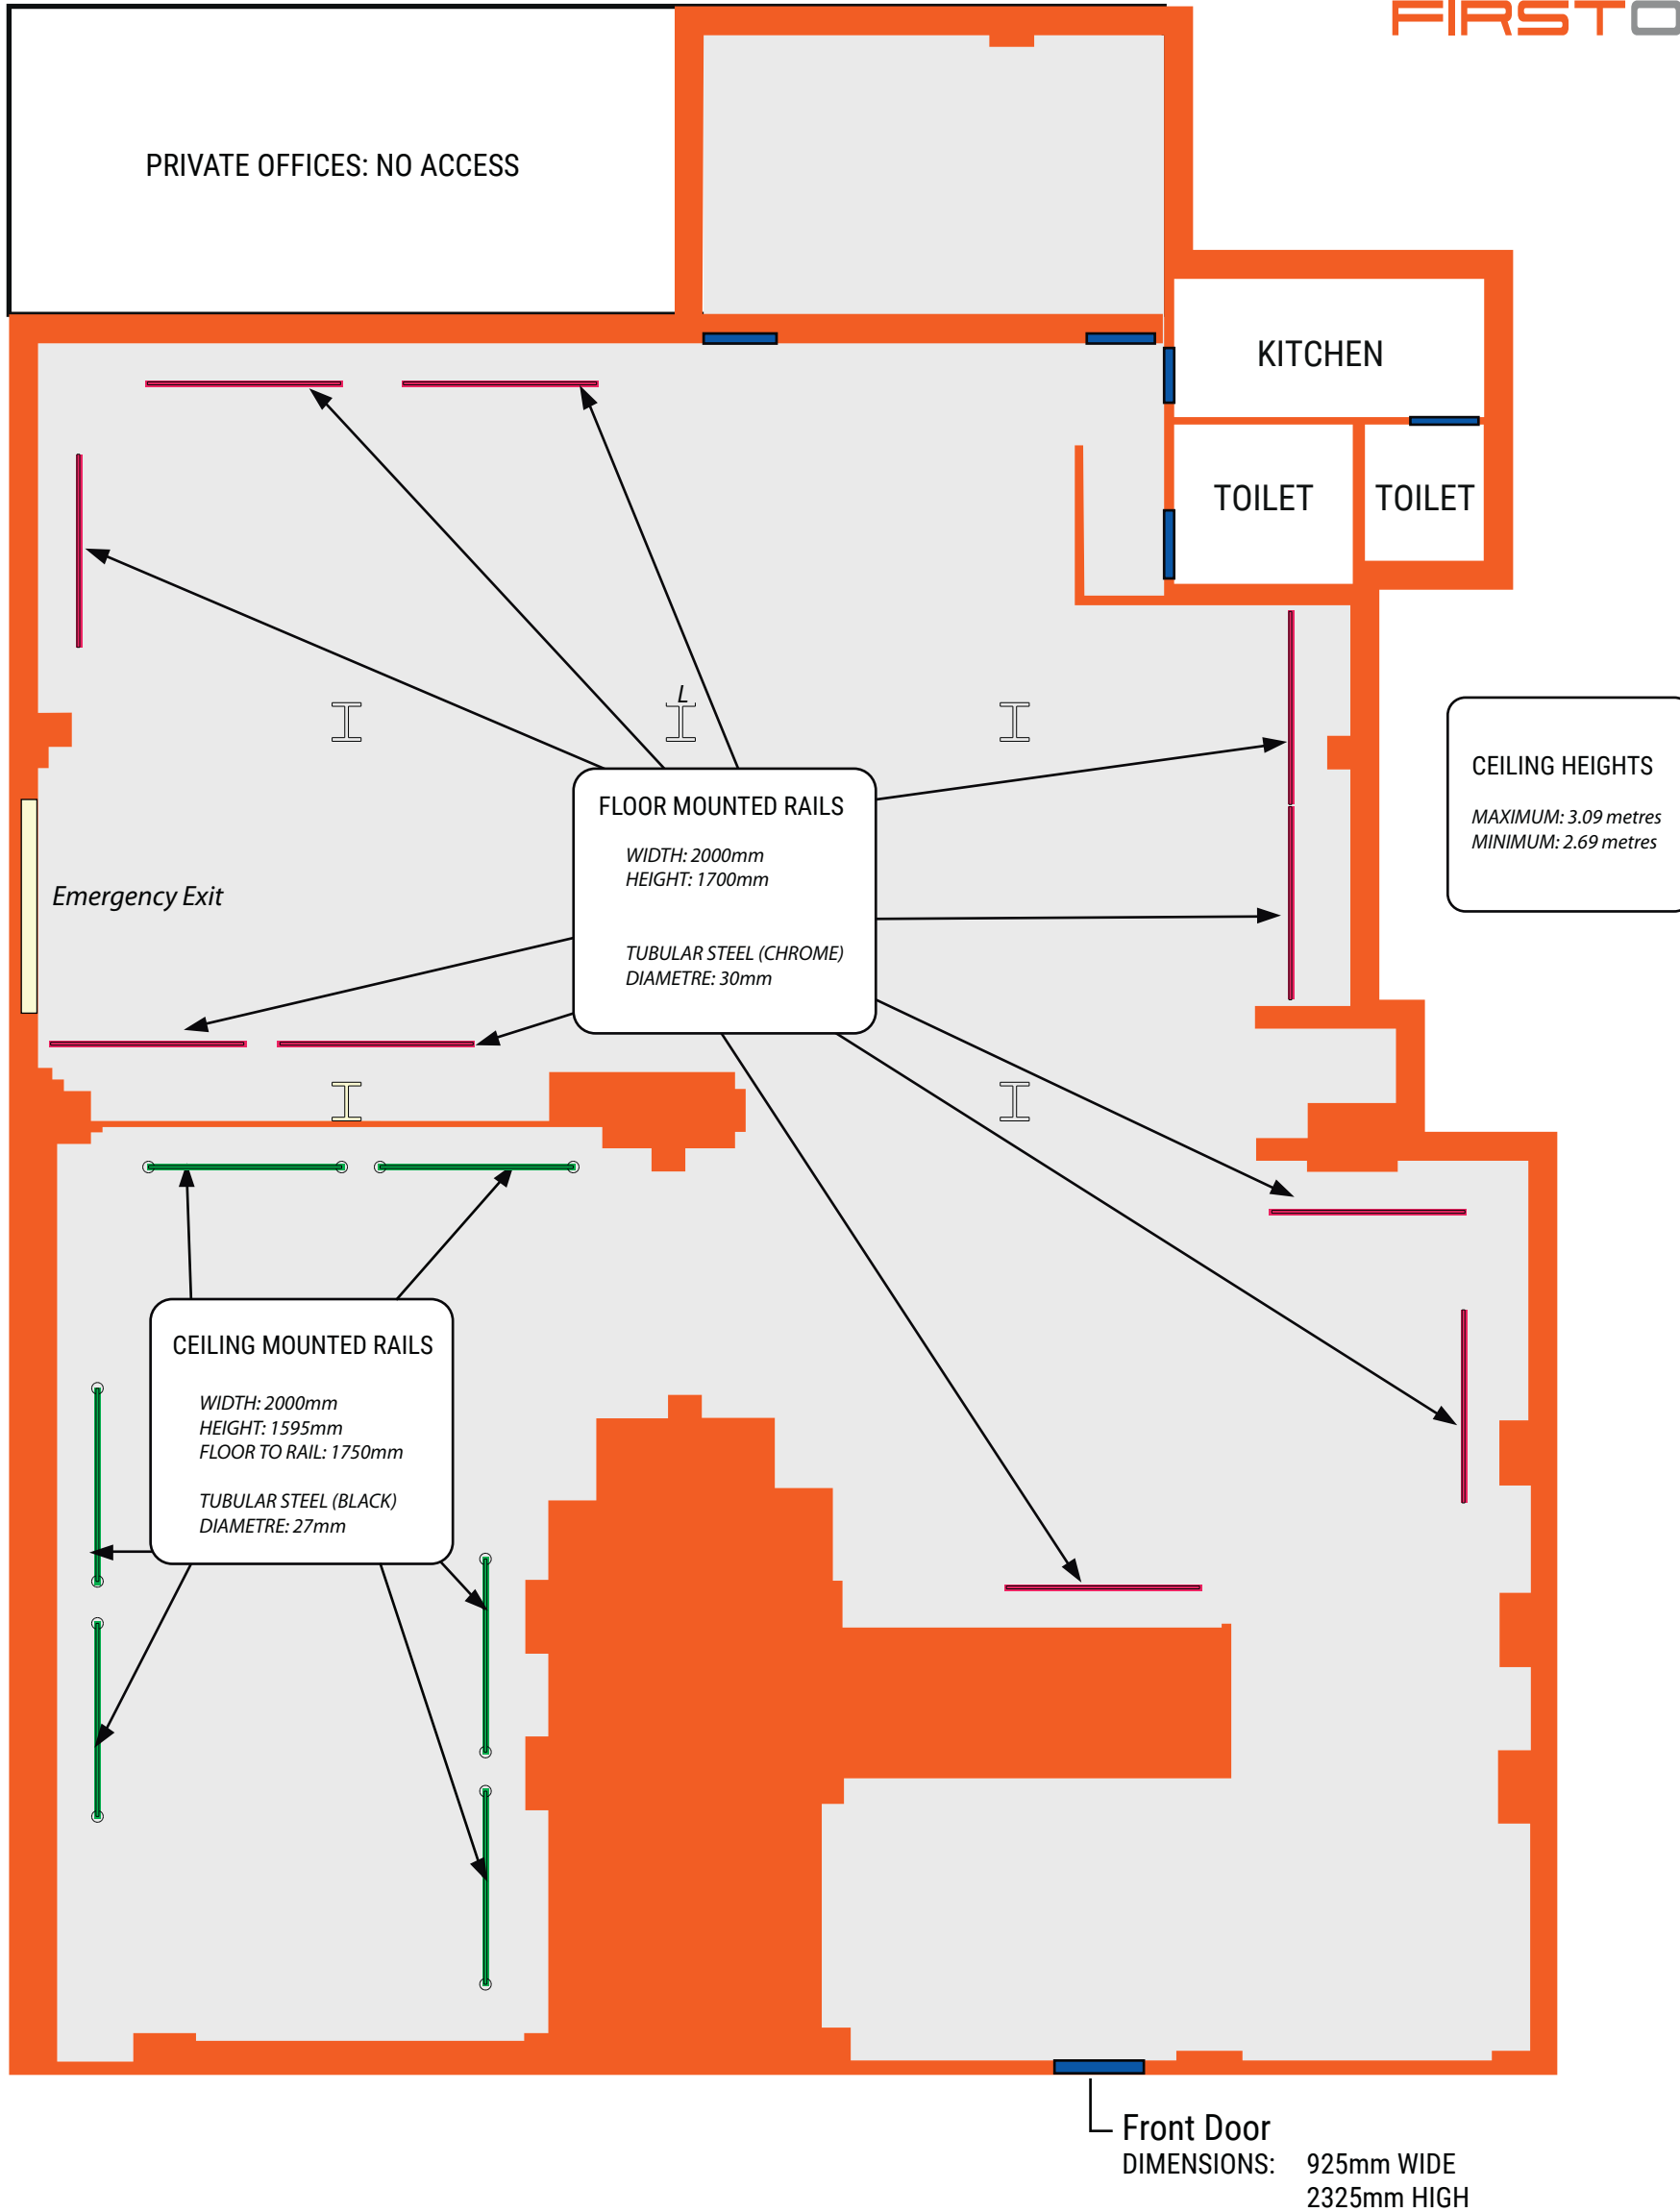 FIRSTO
PRIVATE OFFICES: NO ACCESS
KITCHEN
TOILET
TOILET
L
CEILING HEIGHTS
MAXIMUM: 3.09 metres
MINIMUM: 2.69 metres
FLOOR MOUNTED RAILS
WIDTH: 2000mm
HEIGHT: 1700mm
TUBULAR STEEL (CHROME)
DIAMETRE: 30mm
Emergency Exit
CEILING MOUNTED RAILS
WIDTH: 2000mm
HEIGHT: 1595mm
FLOOR TO RAIL: 1750mm
TUBULAR STEEL (BLACK)
DIAMETRE: 27mm
Front Door
DIMENSIONS: 925mm WIDE
2325mm HIGH